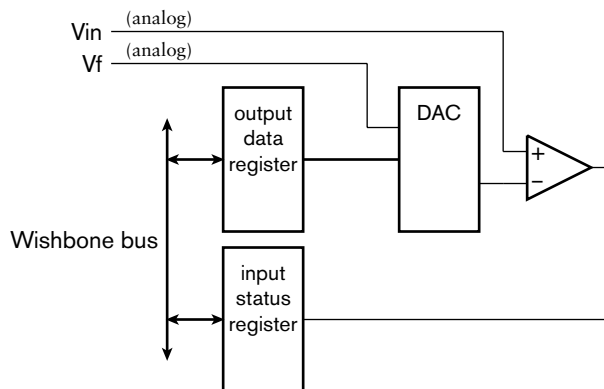 Vin (analog)
Vf (analog)
output
data
register
DAC
+
−
Wishbone bus
input
status
register